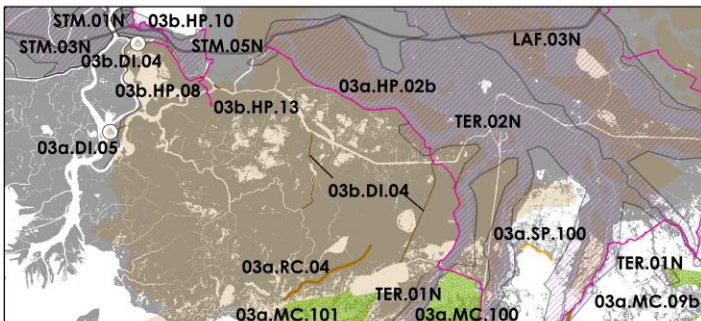 STM.01N
03b.HP.10
STM.03N
STM.05N
LAF.03N
03b.DI.04
03b.HP.08
03a.HP.02b
03b.HP.13
TER.02N
03a.DI.05
03b.DI.04
03a.SP.100
03a.RC.04
TER.01N
TER.01N
03a.MC.101
03a.MC.100
03a.MC.09b